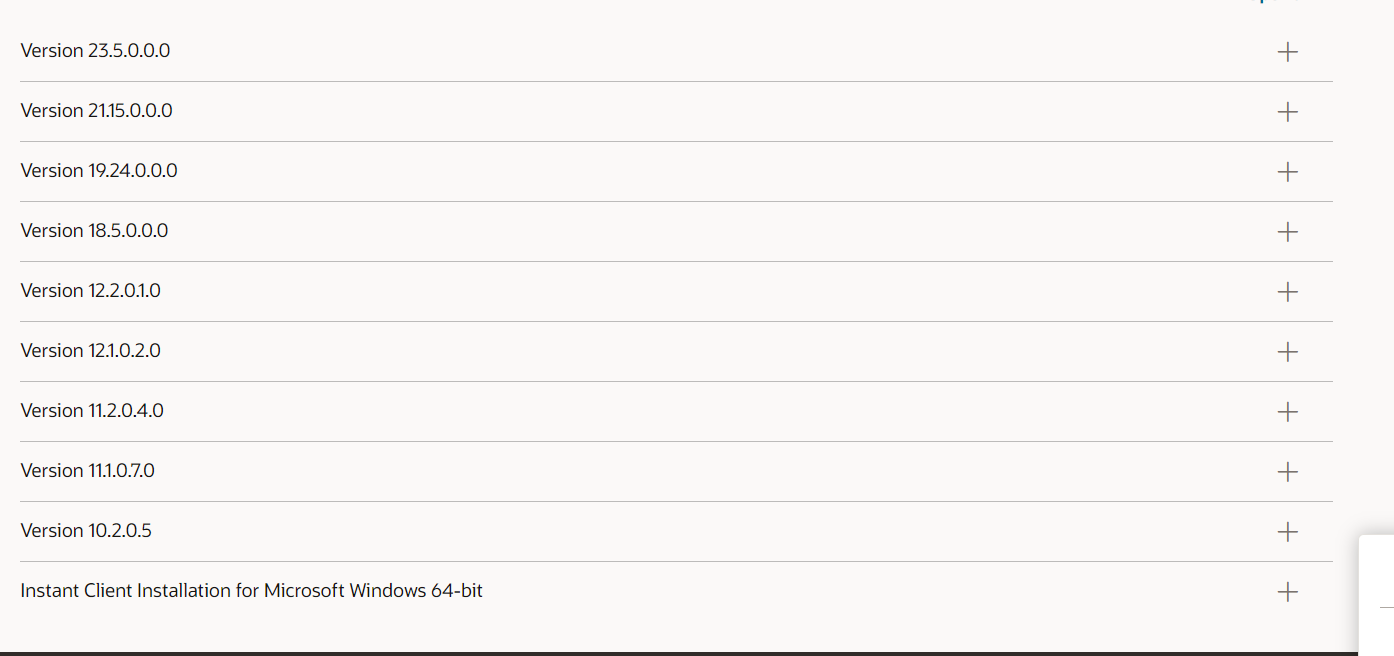 Version 23.5.0.0.0
Version 21.15.0.0.0
Version 19.24.0.0.0
Version 18.5.0.0.0
Version 12.2.0.1.0
Version 12.1.0.2.0
Version 11.2.0.4.0
Version 11.1.0.7.0
Version 10.2.0.5
Instant Client Installation for Microsoft Windows 64-bit